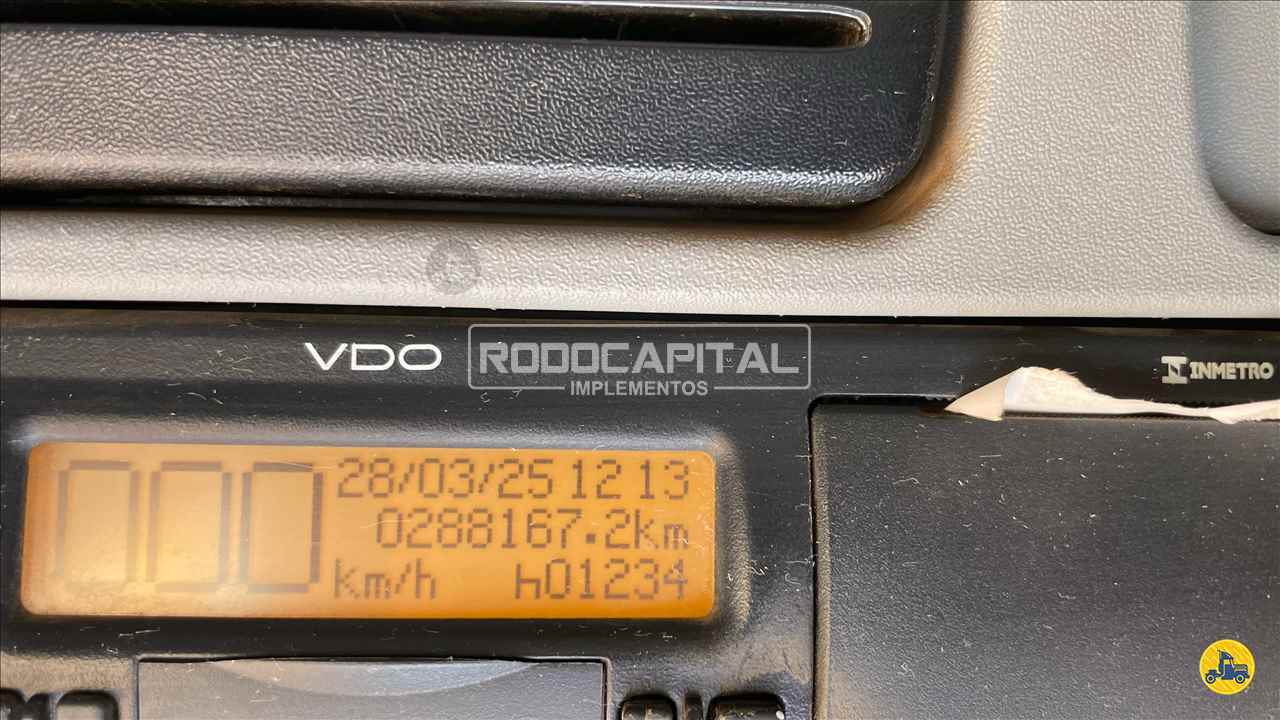 VDO
RODOCAPITAL
IMPLEMENTOS
INMETRO
000
28/03/25 12 13
0288167.2km
km/h
h01234